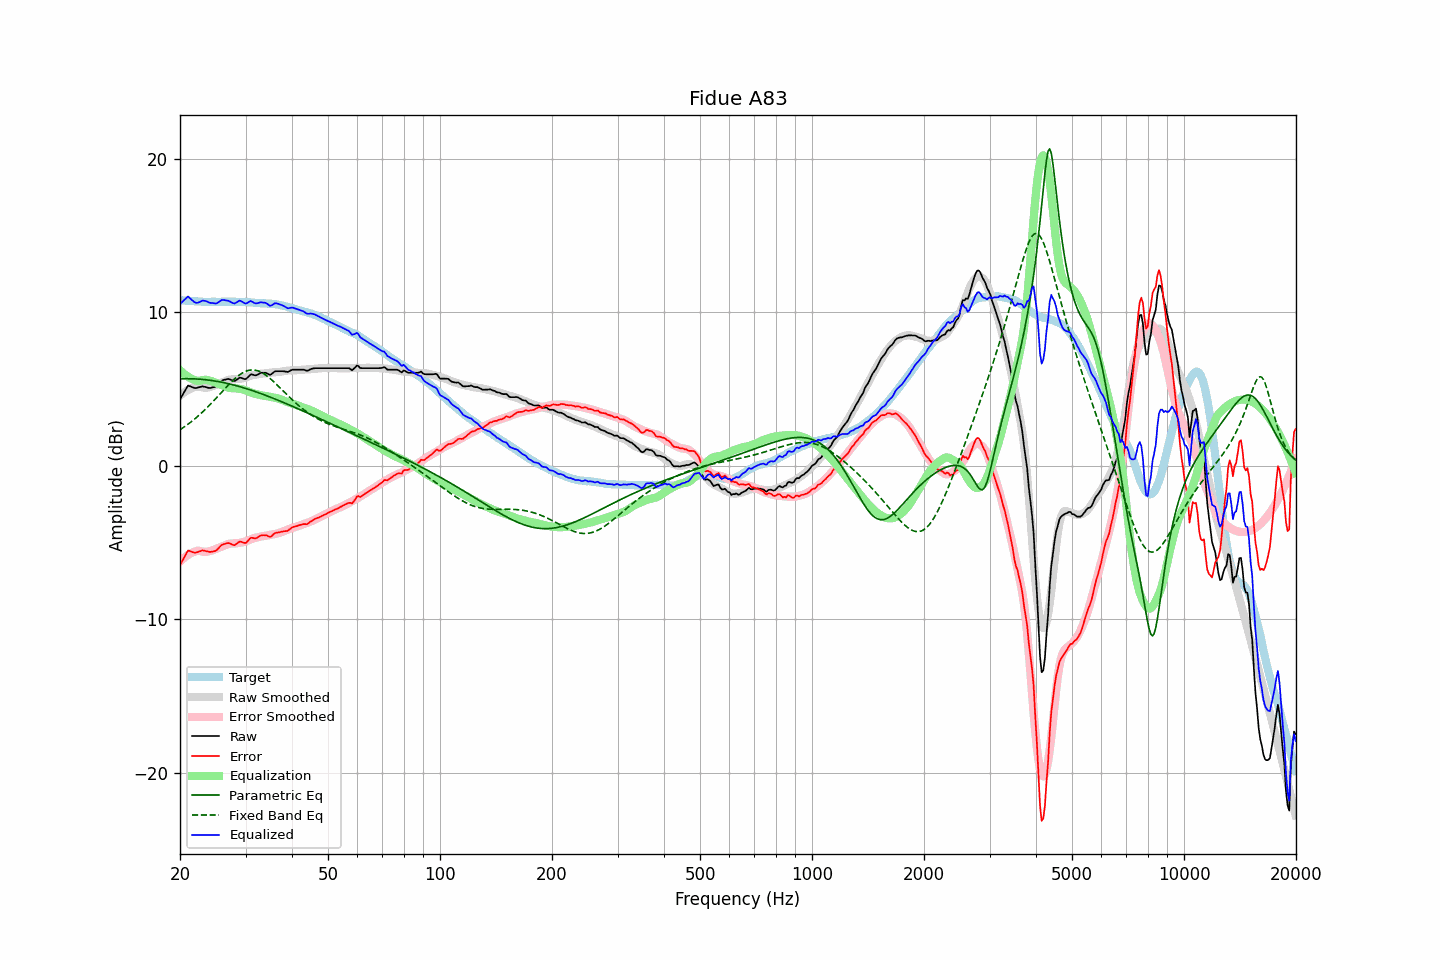 Fidue A83
Amplitude (dBr)
20
10
0
−10
−20
Target
Raw Smoothed
Error Smoothed
Raw
Error
Equalization
Parametric Eq
Fixed Band Eq
Equalized
20 50 100 200 500 1000 2000 5000 10000 20000
Frequency (Hz)